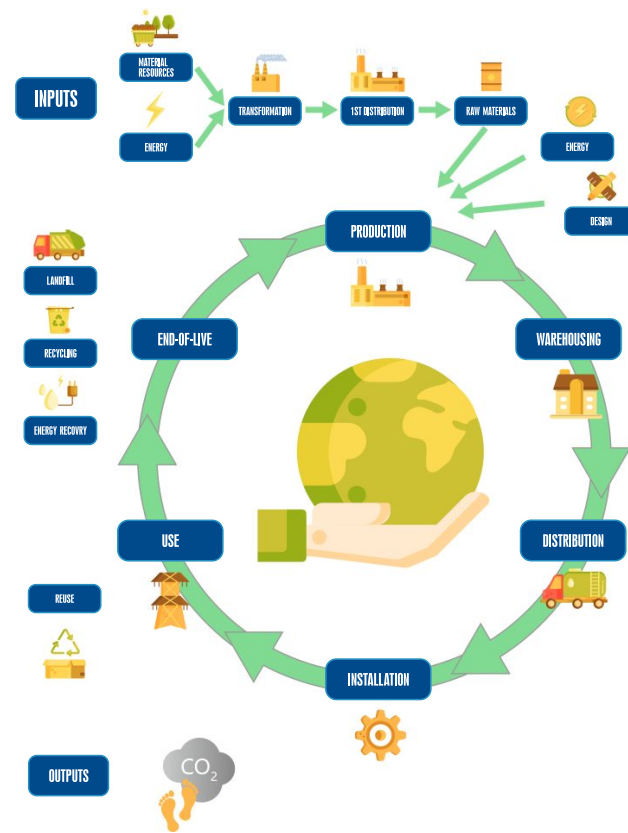 INPUTS
MATERIAL
RESOURCES
ENERGY
TRANSFORMATION
1ST DISTRIBUTION
RAW MATERIALS
ENERGY
DESIGN
PRODUCTION
WAREHOUSING
DISTRIBUTION
INSTALLATION
USE
END-OF-LIVE
LANDFILL
RECYCLING
ENERGY RECOVRY
REUSE
OUTPUTS
CO2